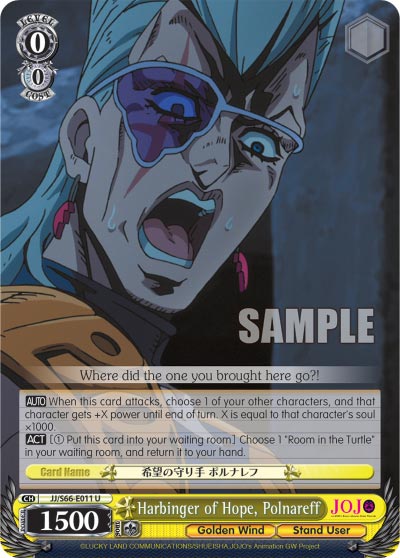 LEVEL
0
0
COST
SAMPLE
Where did the one you brought here go?!
AUTO When this card attacks, choose 1 of your other characters, and that
character gets +X power until end of turn. X is equal to that character's soul
×1000.
ACT [① Put this card into your waiting room] Choose 1 "Room in the Turtle"
in your waiting room, and return it to your hand.
Card Name 希望の守り手 ポルナレフ
CH JJ/S66-E011 U
POWER 1500 SOUL Harbinger of Hope, Polnareff JOJO
Golden Wind Stand User
©LUCKY LAND COMMUNICATIONS/SHUEISHA,JOJO's Animation GW Project